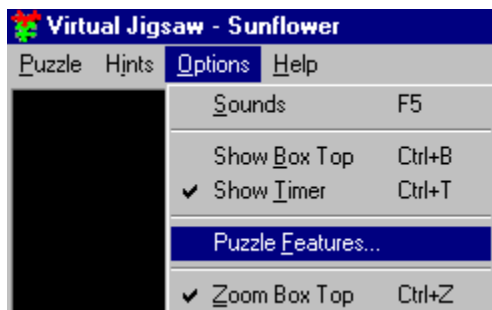 Virtual Jigsaw - Sunflower
Puzzle Hints Options Help
Sounds F5
Show Box Top Ctrl+B
Show Timer Ctrl+T
Puzzle Features...
Zoom Box Top Ctrl+Z